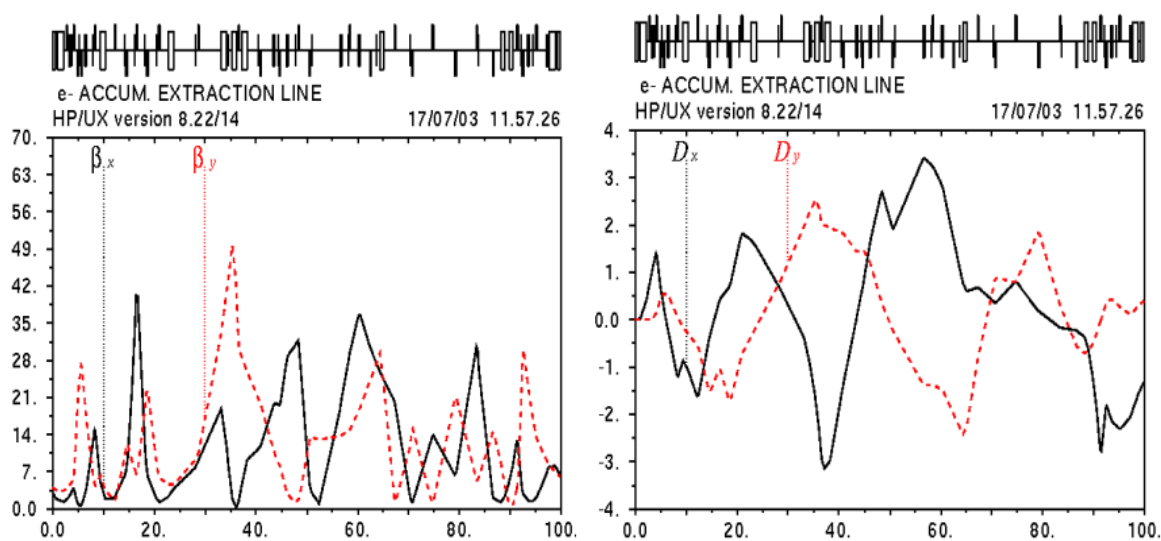 e- ACCUM. EXTRACTION LINE
HP/UX version 8.22/14 17/07/03 11.57.26
70.
63.
56.
49.
42.
35.
28.
21.
14.
7.
0.0
βx
βy
0.0 20. 40. 60. 80. 100.
e- ACCUM. EXTRACTION LINE
HP/UX version 8.22/14 17/07/03 11.57.26
4.
3.
2.
1.
0.0
-1.
-2.
-3.
-4.
Dx
Dy
0.0 20. 40. 60. 80. 100.